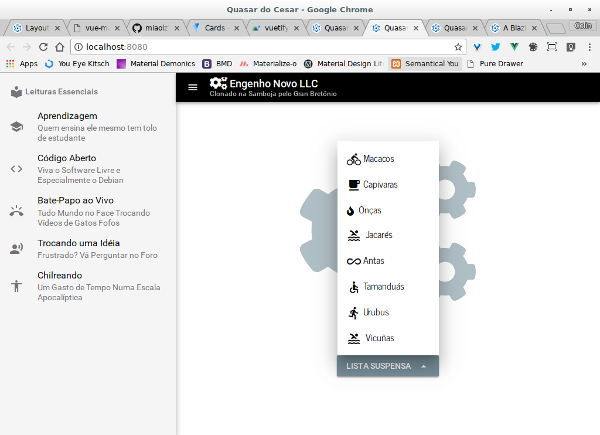 Quasar do Cesar - Google Chrome
Layout
vue-m
miaolz
Cards
vuetify
Quasa
Quasa
Quasa
A Blaz
Colin
localhost:8080
Apps
You Eye Kitsch
BMD
Material Demonics
Materialize-o
Material Design Lit
Semantical You
Pure Drawer
»
Leituras Essenciais
Aprendizagem
Quem ensina ele mesmo tem tolo
de estudante
Código Aberto
Viva o Software Livre e
Especialmente o Debian
Bate-Papo ao Vivo
Tudo Mundo no Face Trocando
Vídeos de Gatos Fofos
Trocando uma Idéia
Frustrado? Vá Perguntar no Foro
Chilreando
Um Gasto de Tempo Numa Escala
Apocalíptica
Engenho Novo LLC
Clonado na Samboja pelo Gran Bretônio
Macacos
Capivaras
Onças
Jacarés
Antas
Tamanduás
Urubus
Vicuñas
LISTA SUSPENSA